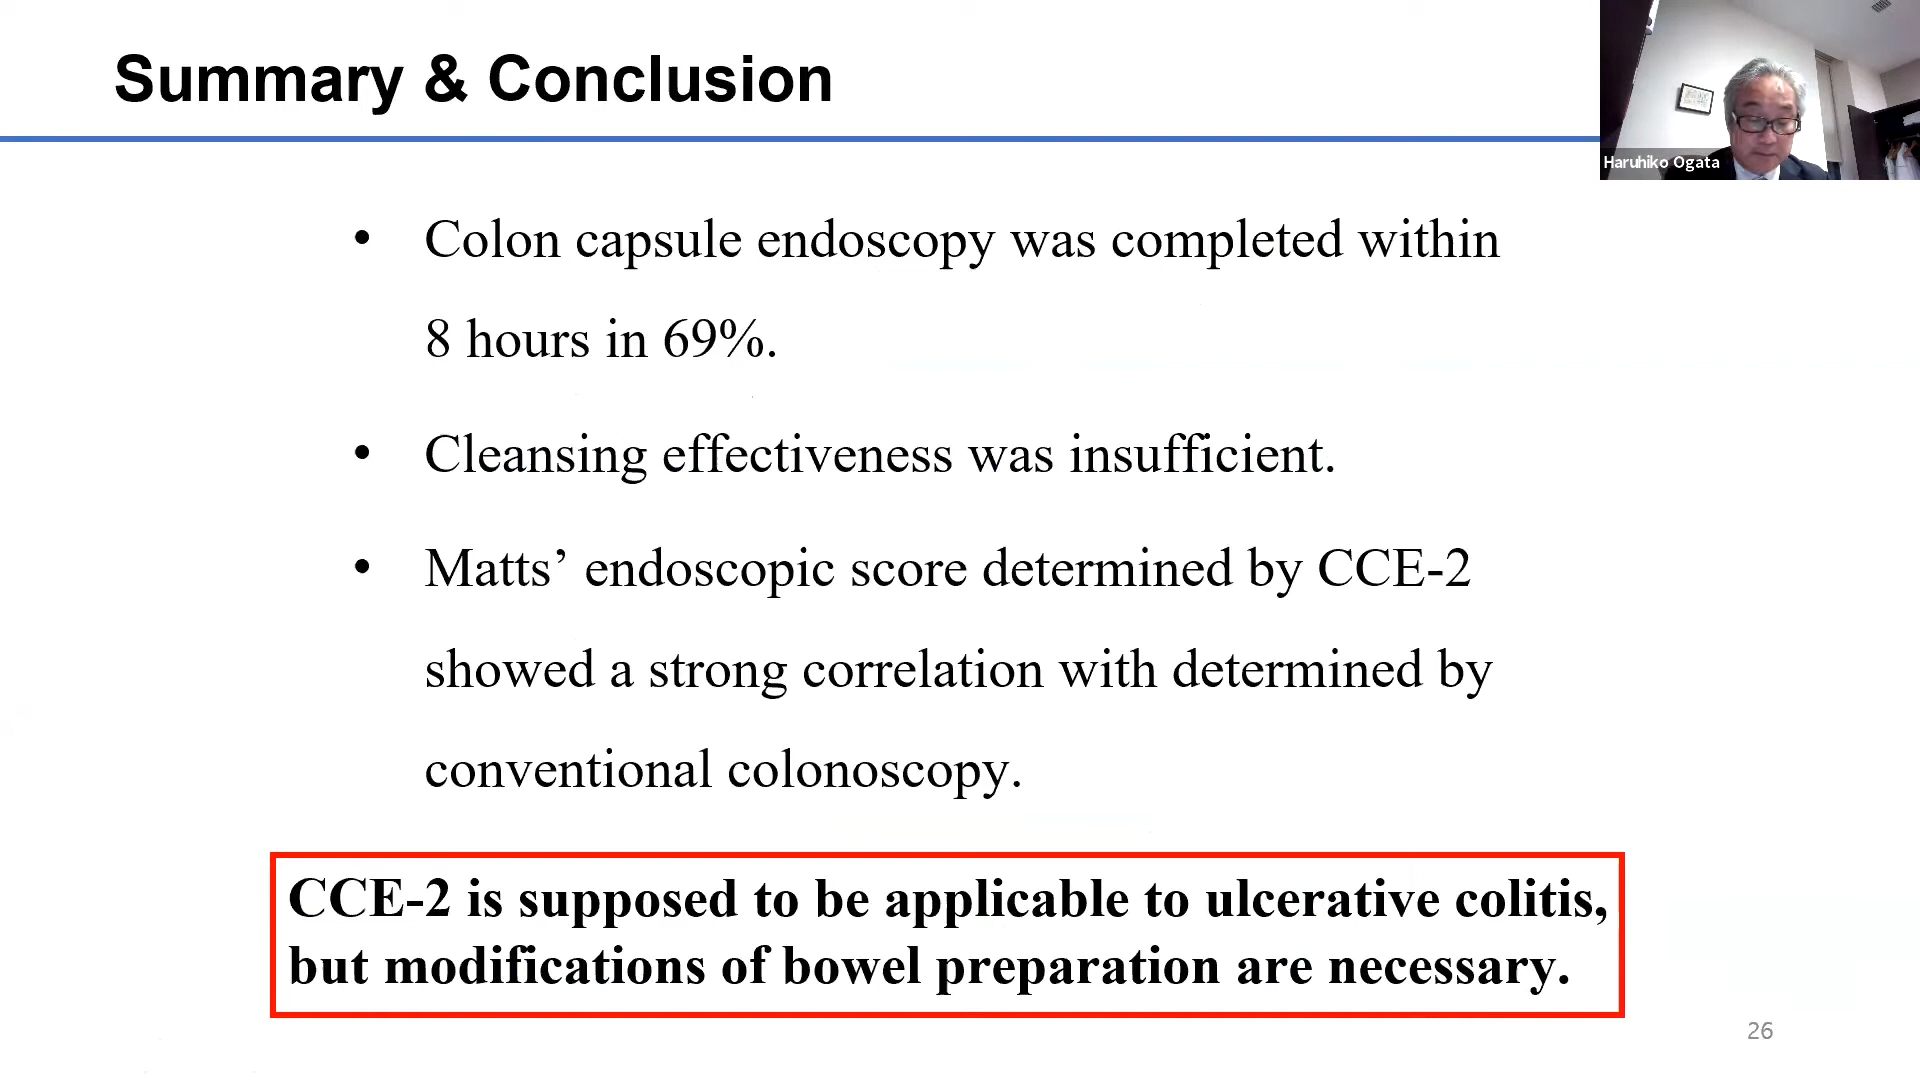 Summary & Conclusion
Haruhiko Ogata
• Colon capsule endoscopy was completed within
8 hours in 69%.
• Cleansing effectiveness was insufficient.
• Matts’ endoscopic score determined by CCE-2
showed a strong correlation with determined by
conventional colonoscopy.
CCE-2 is supposed to be applicable to ulcerative colitis,
but modifications of bowel preparation are necessary.
26